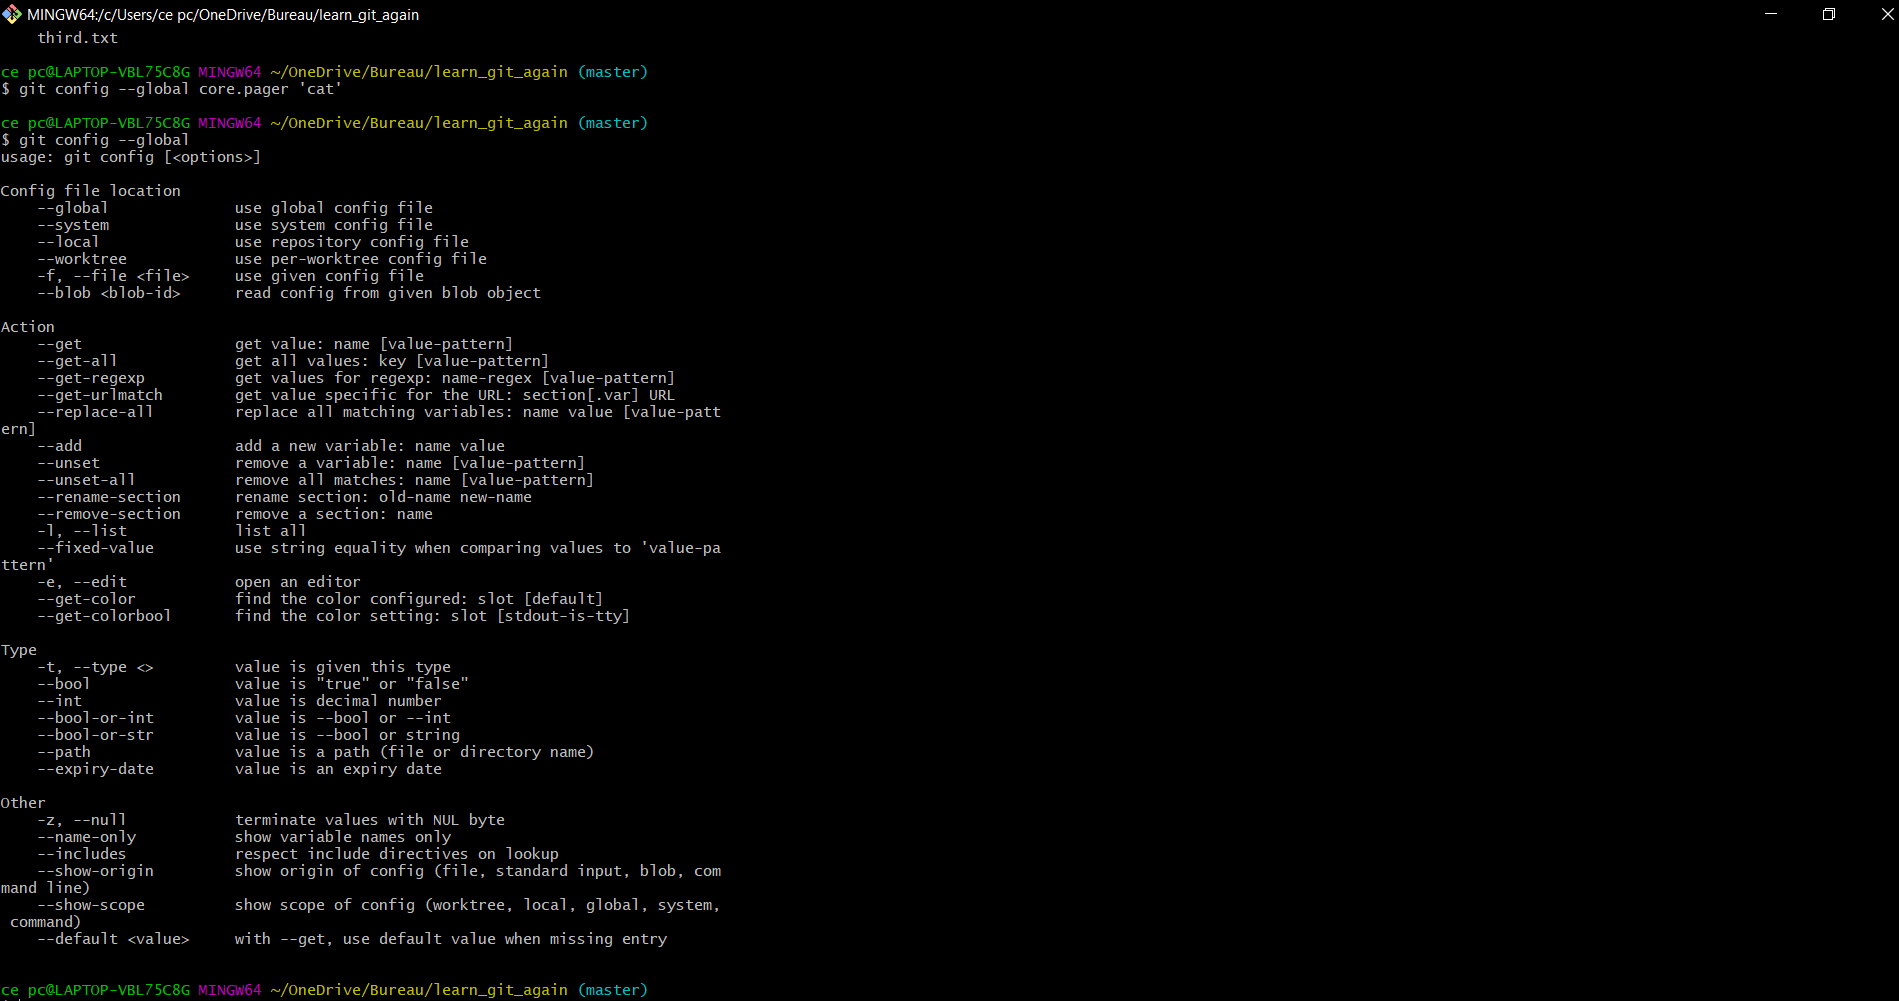 MINGW64:/c/Users/ce pc/OneDrive/Bureau/learn_git_again
    third.txt
ce pc@LAPTOP-VBL75C8G MINGW64 ~/OneDrive/Bureau/learn_git_again (master)
$ git config --global core.pager 'cat'
ce pc@LAPTOP-VBL75C8G MINGW64 ~/OneDrive/Bureau/learn_git_again (master)
$ git config --global
usage: git config [<options>]
Config file location
    --global              use global config file
    --system              use system config file
    --local               use repository config file
    --worktree            use per-worktree config file
    -f, --file <file>     use given config file
    --blob <blob-id>      read config from given blob object
Action
    --get                 get value: name [value-pattern]
    --get-all             get all values: key [value-pattern]
    --get-regexp          get values for regexp: name-regex [value-pattern]
    --get-urlmatch        get value specific for the URL: section[.var] URL
    --replace-all         replace all matching variables: name value [value-patt
ern]
    --add                 add a new variable: name value
    --unset               remove a variable: name [value-pattern]
    --unset-all           remove all matches: name [value-pattern]
    --rename-section      rename section: old-name new-name
    --remove-section      remove a section: name
    -l, --list            list all
    --fixed-value         use string equality when comparing values to 'value-pa
ttern'
    -e, --edit            open an editor
    --get-color           find the color configured: slot [default]
    --get-colorbool       find the color setting: slot [stdout-is-tty]
Type
    -t, --type <>         value is given this type
    --bool                value is "true" or "false"
    --int                 value is decimal number
    --bool-or-int         value is --bool or --int
    --bool-or-str         value is --bool or string
    --path                value is a path (file or directory name)
    --expiry-date         value is an expiry date
Other
    -z, --null            terminate values with NUL byte
    --name-only           show variable names only
    --includes            respect include directives on lookup
    --show-origin         show origin of config (file, standard input, blob, com
mand line)
    --show-scope          show scope of config (worktree, local, global, system,
 command)
    --default <value>     with --get, use default value when missing entry
ce pc@LAPTOP-VBL75C8G MINGW64 ~/OneDrive/Bureau/learn_git_again (master)